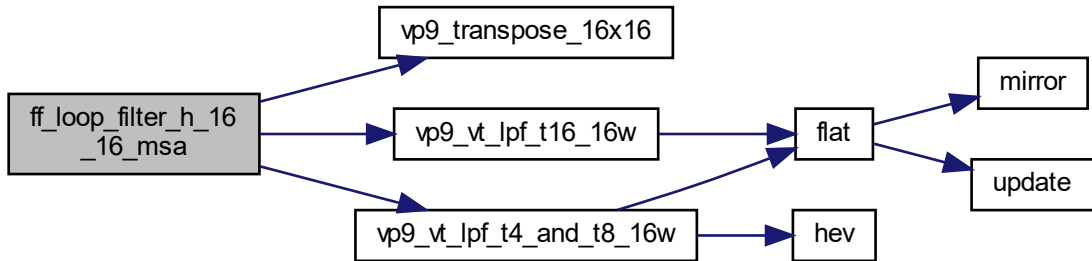 ff_loop_filter_h_16
_16_msa
vp9_transpose_16x16
vp9_vt_lpf_t16_16w
vp9_vt_lpf_t4_and_t8_16w
flat
hev
mirror
update